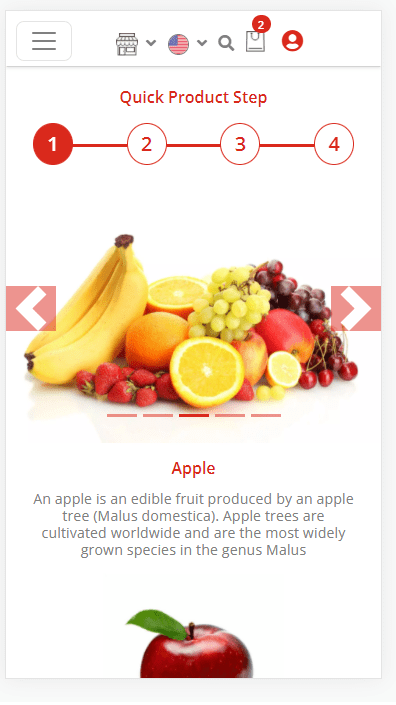 2
Quick Product Step
1 2 3 4
Apple
An apple is an edible fruit produced by an apple
tree (Malus domestica). Apple trees are
cultivated worldwide and are the most widely
grown species in the genus Malus